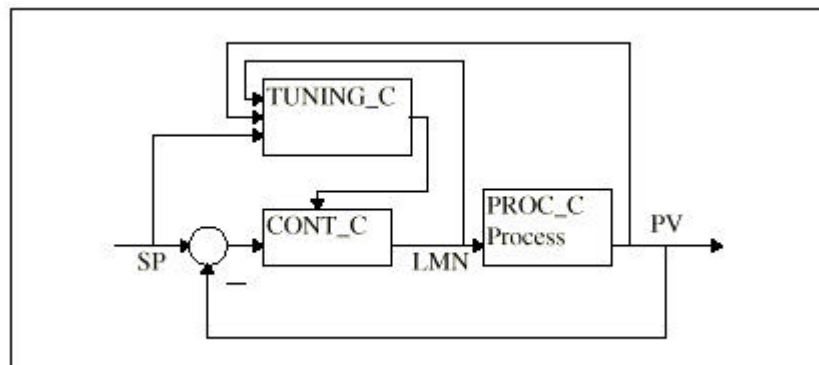 TUNING_C
CONT_C
PROC_C
Process
PV
SP
LMN